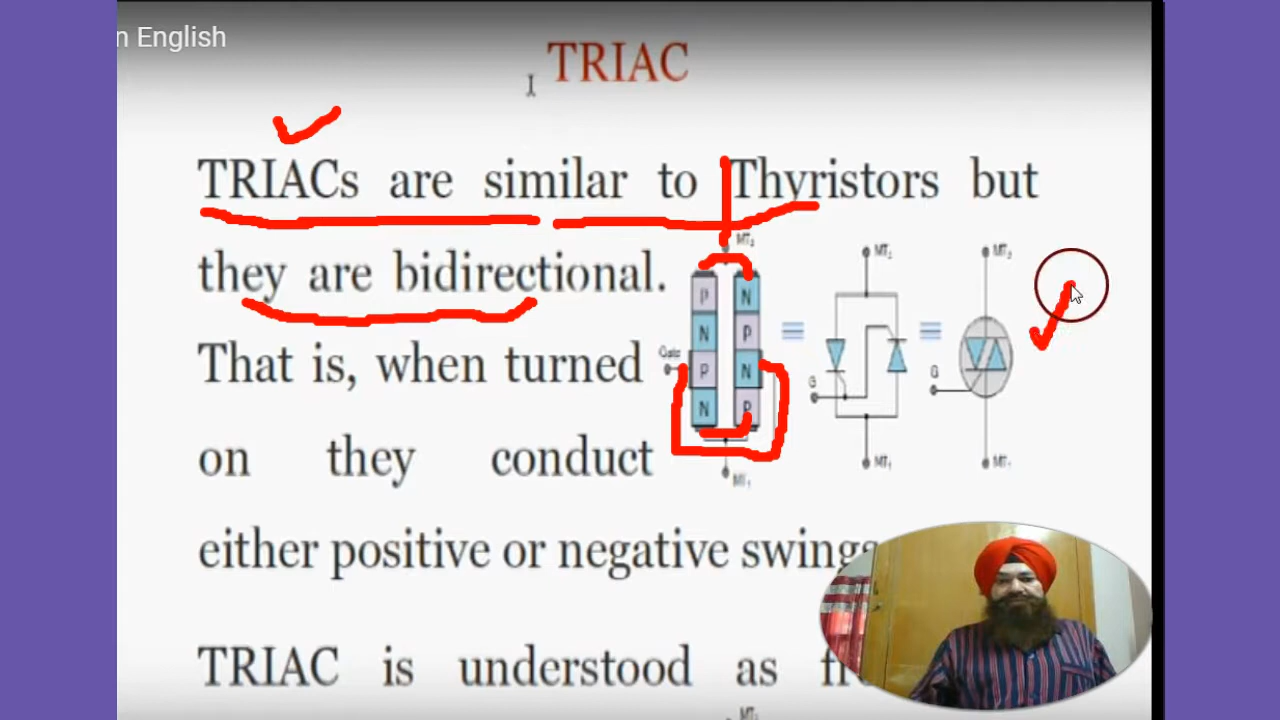 n English
TRIAC
TRIACs are similar to Thyristors but
they are bidirectional.
That is, when turned
on they conduct
either positive or negative swings
TRIAC is understood as
MT₂
P N
N P
Gate P N
N P
MT₁
MT₂
G
MT₁
MT₂
G
MT₁